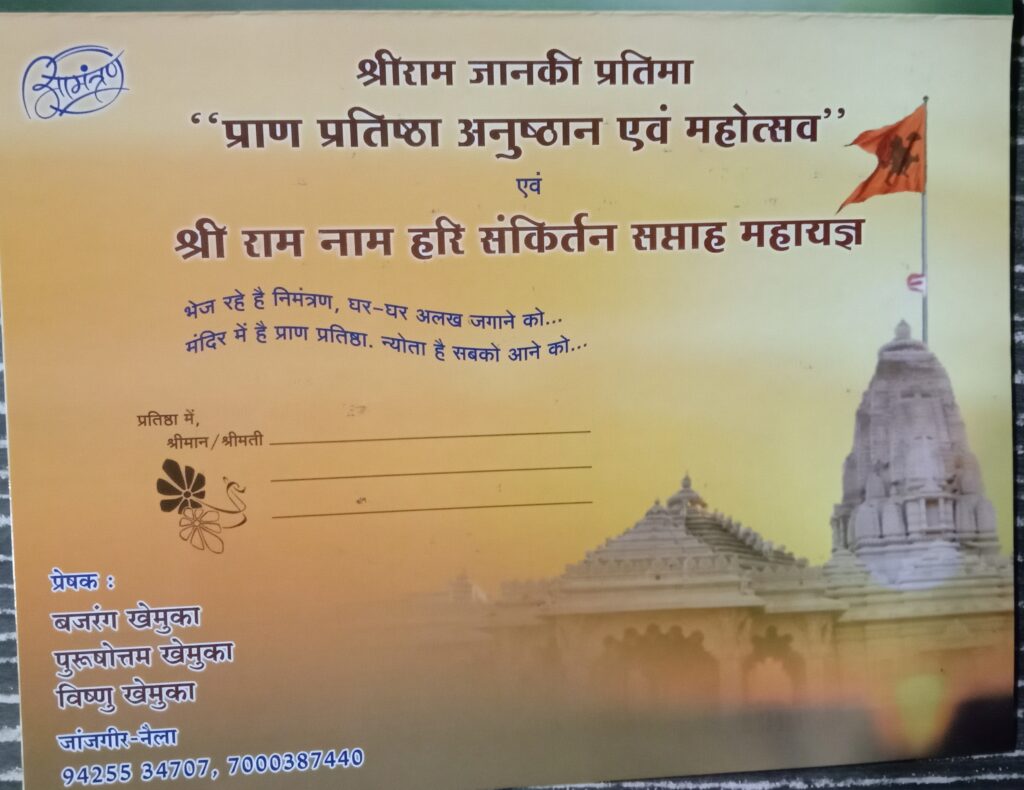 आमंत्रण
श्रीराम जानकी प्रतिमा
“प्राण प्रतिष्ठा अनुष्ठान एवं महोत्सव”
एवं
श्री राम नाम हरि संकिर्तन सप्ताह महायज्ञ
भेज रहे है निमंत्रण, घर-घर अलख जगाने को...
मंदिर में है प्राण प्रतिष्ठा. न्योता है सबको आने को...
प्रतिष्ठा में,
श्रीमान/श्रीमती
प्रेषक :
बजरंग खेमुका
पुरूषोत्तम खेमुका
विष्णु खेमुका
जांजगीर-नैला
94255 34707, 7000387440